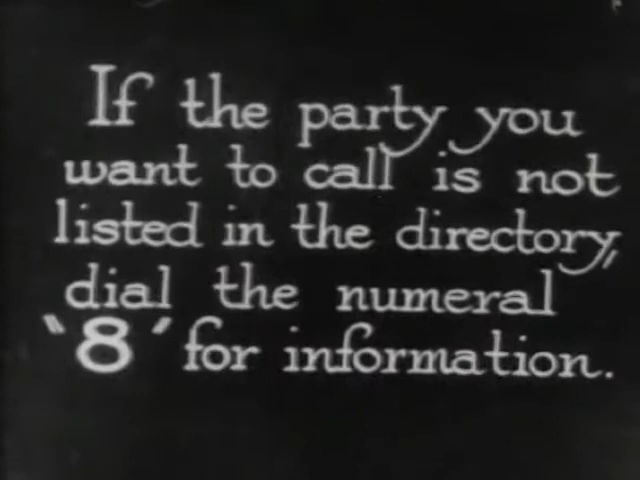 If the party you
want to call is not
listed in the directory,
dial the numeral
"8" for information.